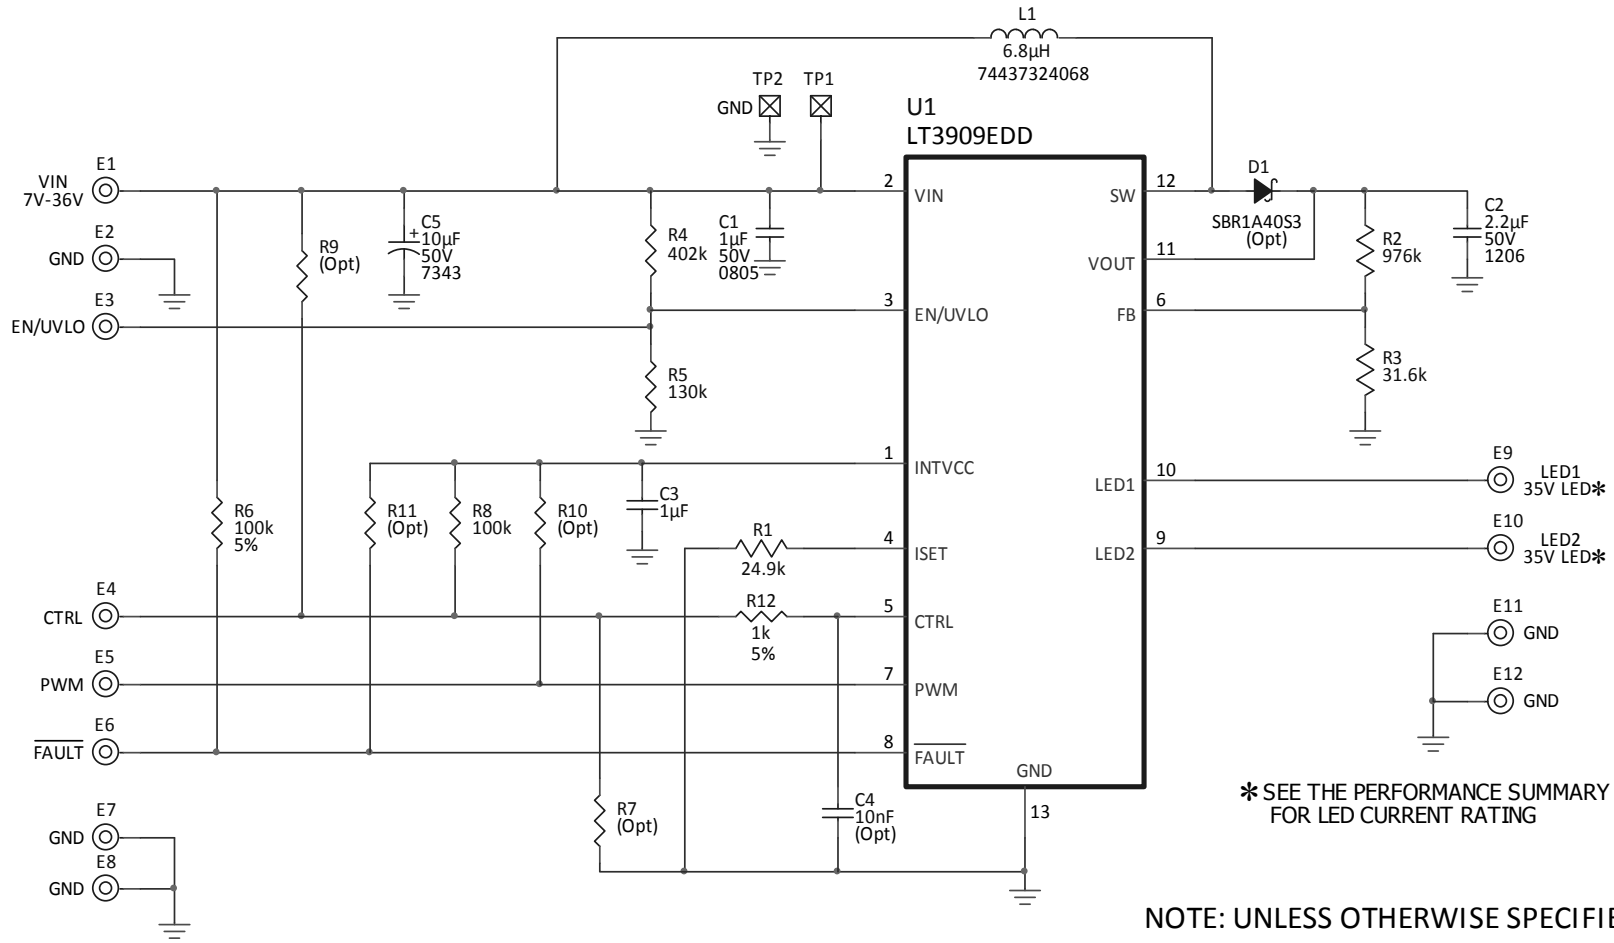 L1
6.8µH
74437324068
TP2
TP1
GND
U1
LT3909EDD
E1
VIN
7V-36V
2
VIN
SW
12
D1
SBR1A40S3
(Opt)
C2
2.2µF
50V
1206
E2
GND
R9
(Opt)
+
C5
10µF
50V
7343
R4
402k
C1
1µF
50V
0805
VOUT
11
R2
976k
E3
EN/UVLO
3
EN/UVLO
FB
6
R5
130k
R3
31.6k
1
INTVCC
LED1
10
E9
LED1
35V LED*
R6
100k
5%
R11
(Opt)
R8
100k
R10
(Opt)
C3
1µF
R1
24.9k
4
ISET
LED2
9
E10
LED2
35V LED*
E4
CTRL
R12
1k
5%
5
CTRL
E11
GND
E5
PWM
7
PWM
E12
GND
E6
FAULT
8
FAULT
GND
13
R7
(Opt)
C4
10nF
(Opt)
* SEE THE PERFORMANCE SUMMARY
FOR LED CURRENT RATING
E7
GND
E8
GND
NOTE: UNLESS OTHERWISE SPECIFIE